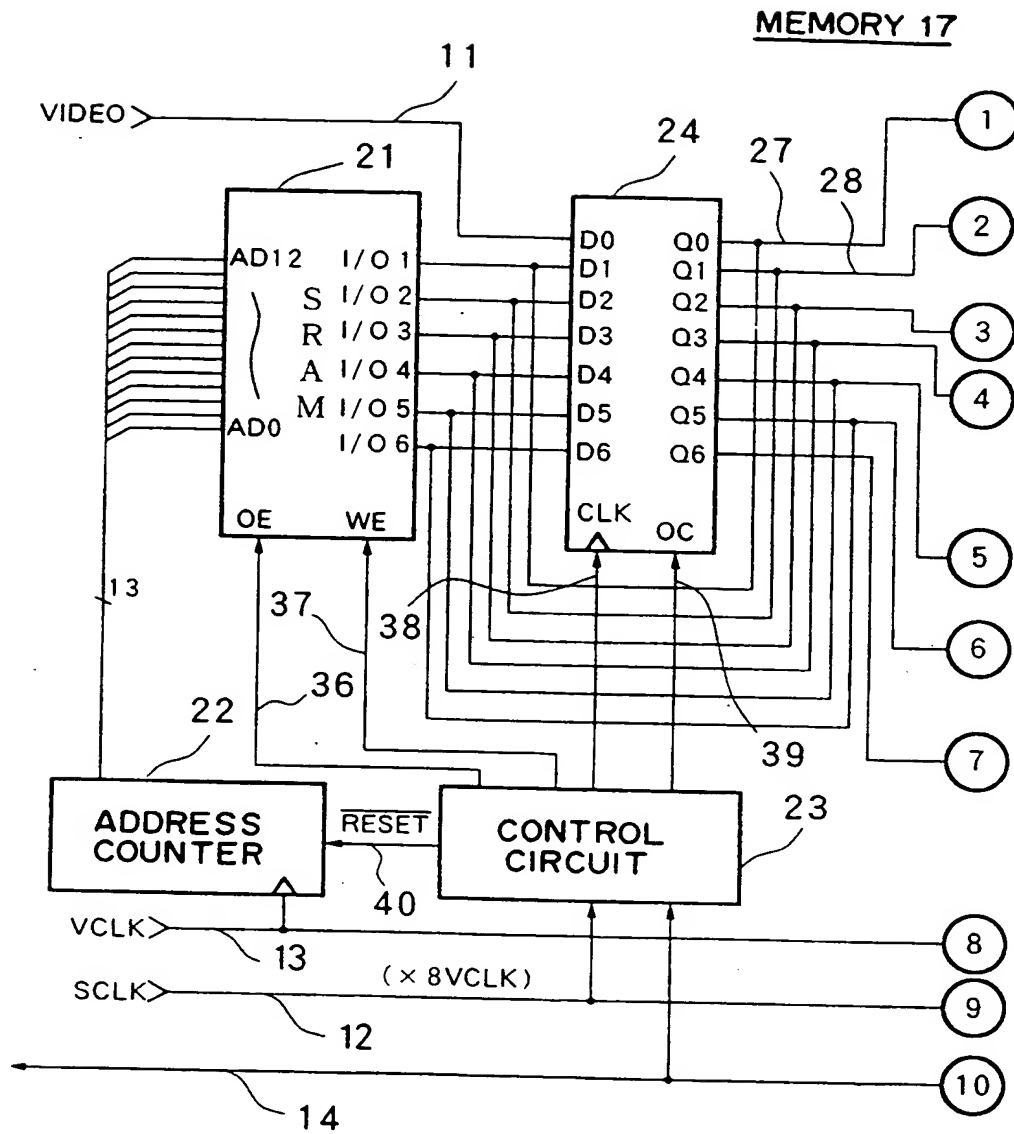 MEMORY 17
11
VIDEO
1
21
24
27
28
2
D0 Q0
AD12 I/O 1 D1 Q1
S I/O 2 D2 Q2
R I/O 3 D3 Q3
3
A I/O 4 D4 Q4
4
M I/O 5 D5 Q5
AD0 I/O 6 D6 Q6
OE WE
CLK OC
5
13
37
38
6
36
22
39
7
ADDRESS
COUNTER
RESET
CONTROL
CIRCUIT
23
40
VCLK
13
8
SCLK
(× 8VCLK)
9
12
10
14